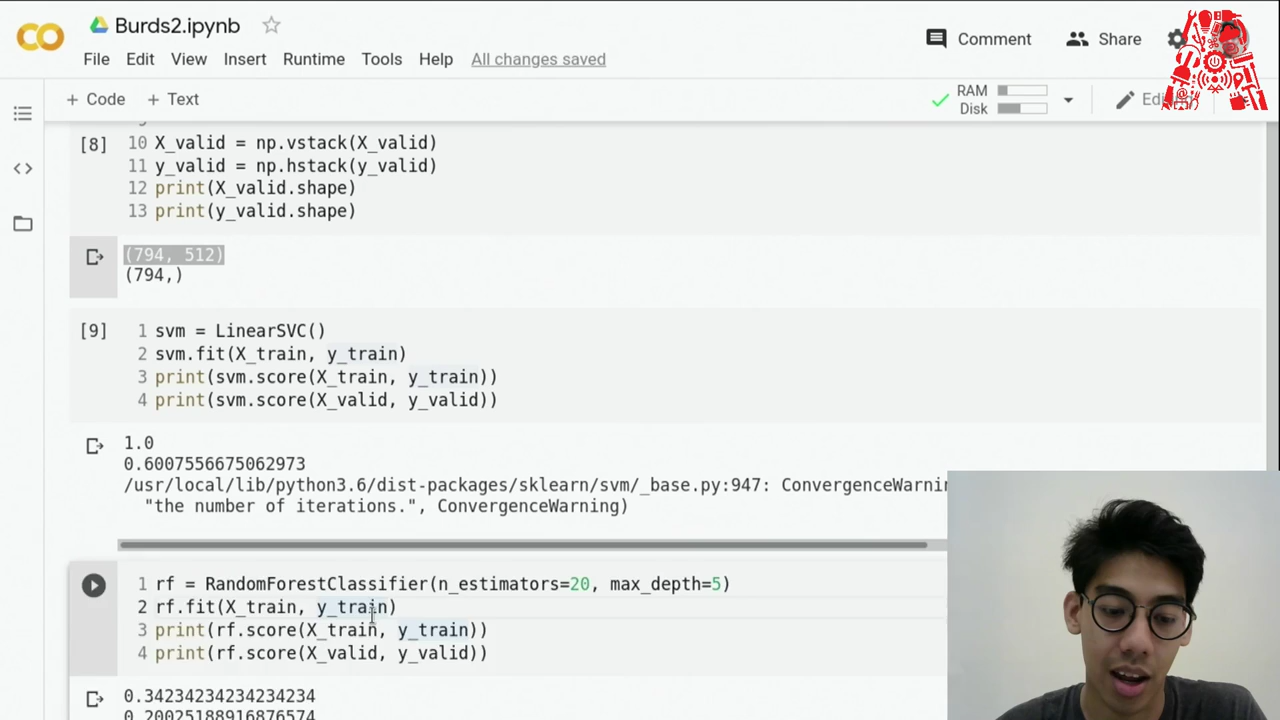 Burds2.ipynb
File Edit View Insert Runtime Tools Help All changes saved
Comment Share
+ Code + Text
RAM
Disk
[8]
10 X_valid = np.vstack(X_valid)
11 y_valid = np.hstack(y_valid)
12 print(X_valid.shape)
13 print(y_valid.shape)
(794, 512)
(794,)
[9]
1 svm = LinearSVC()
2 svm.fit(X_train, y_train)
3 print(svm.score(X_train, y_train))
4 print(svm.score(X_valid, y_valid))
1.0
0.6007556675062973
/usr/local/lib/python3.6/dist-packages/sklearn/svm/_base.py:947: ConvergenceWarnin
"the number of iterations.", ConvergenceWarning)
1 rf = RandomForestClassifier(n_estimators=20, max_depth=5)
2 rf.fit(X_train, y_train)
3 print(rf.score(X_train, y_train))
4 print(rf.score(X_valid, y_valid))
0.34234234234234234
0.20025188916876574